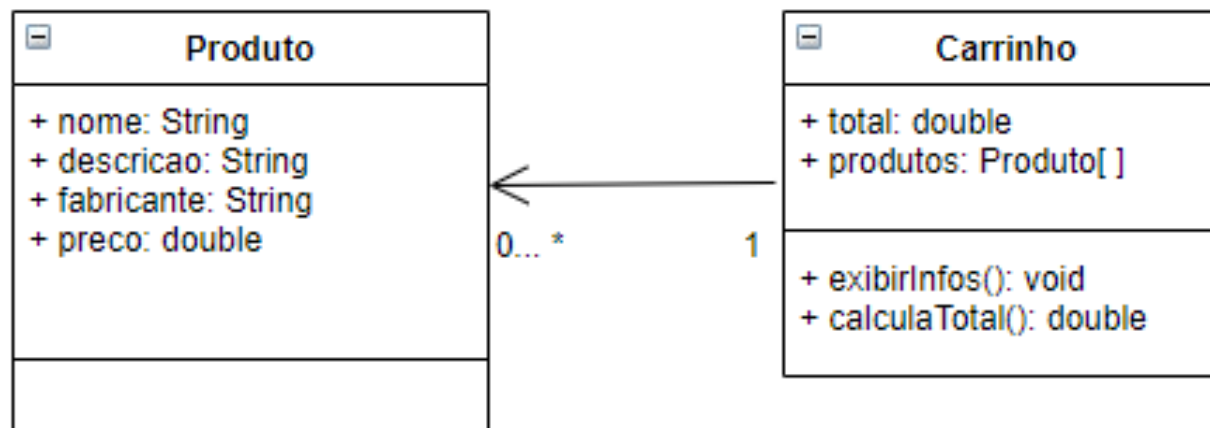 Produto
+ nome: String
+ descricao: String
+ fabricante: String
+ preco: double
0... *
1
Carrinho
+ total: double
+ produtos: Produto[ ]
+ exibirInfos(): void
+ calculaTotal(): double